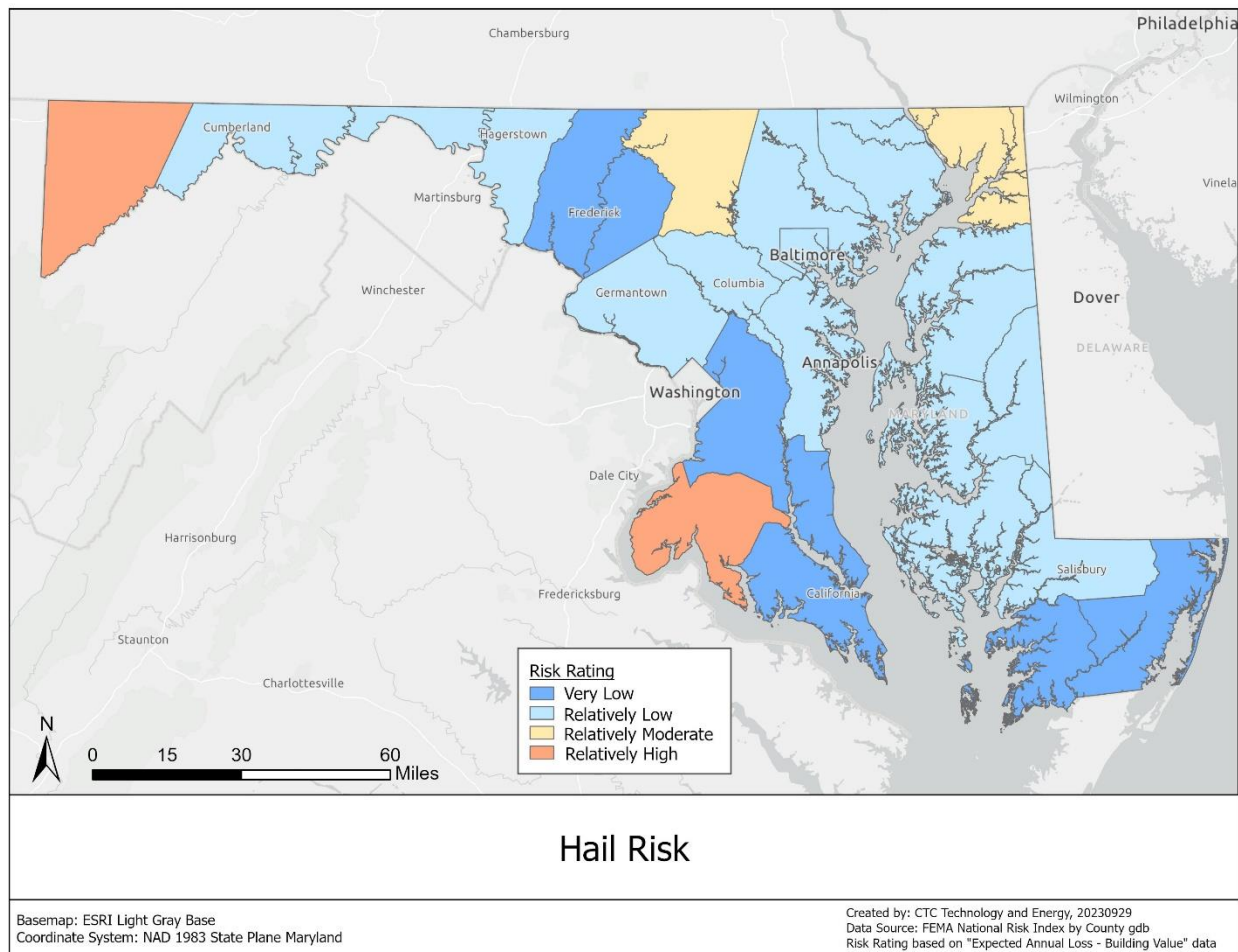 Philadelphia
Chambersburg
Wilmington
Cumberland
Hagerstown
Vinela
Martinsburg
Frederick
Baltimore
Winchester
Germantown
Columbia
Dover
DELAWARE
Annapolis
Washington
MARYLAND
Dale City
Harrisonburg
Salisbury
Fredericksburg
California
Staunton
Charlottesville
Risk Rating
Very Low
Relatively Low
Relatively Moderate
Relatively High
N
0 15 30 60
Miles
Hail Risk
Basemap: ESRI Light Gray Base
Coordinate System: NAD 1983 State Plane Maryland
Created by: CTC Technology and Energy, 20230929
Data Source: FEMA National Risk Index by County gdb
Risk Rating based on "Expected Annual Loss - Building Value" data